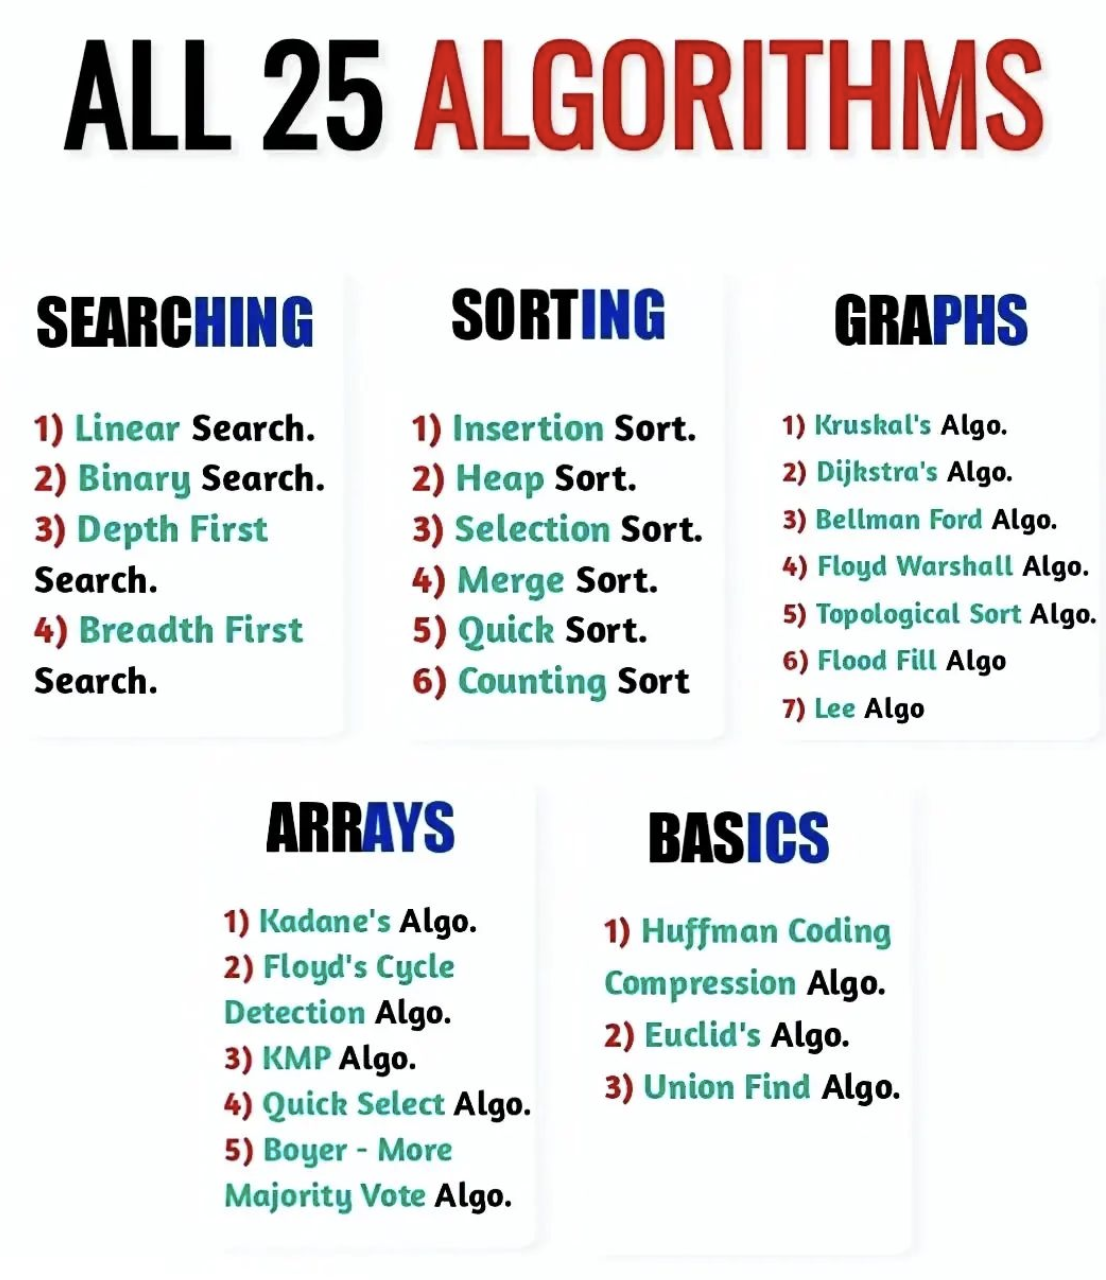 ALL 25 ALGORITHMS
SEARCHING
1) Linear Search.
2) Binary Search.
3) Depth First
Search.
4) Breadth First
Search.
SORTING
1) Insertion Sort.
2) Heap Sort.
3) Selection Sort.
4) Merge Sort.
5) Quick Sort.
6) Counting Sort
GRAPHS
1) Kruskal's Algo.
2) Dijkstra's Algo.
3) Bellman Ford Algo.
4) Floyd Warshall Algo.
5) Topological Sort Algo.
6) Flood Fill Algo
7) Lee Algo
ARRAYS
1) Kadane's Algo.
2) Floyd's Cycle
Detection Algo.
3) KMP Algo.
4) Quick Select Algo.
5) Boyer - More
Majority Vote Algo.
BASICS
1) Huffman Coding
Compression Algo.
2) Euclid's Algo.
3) Union Find Algo.